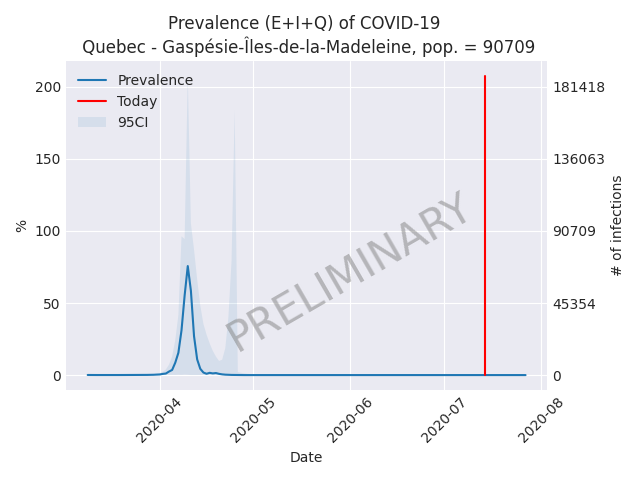 Prevalence (E+I+Q) of COVID-19
Quebec - Gaspésie-Îles-de-la-Madeleine, pop. = 90709
Prevalence
Today
95CI
200
150
100
50
0
%
181418
136063
90709
45354
0
# of infections
PRELIMINARY
2020-04
2020-05
2020-06
2020-07
2020-08
Date